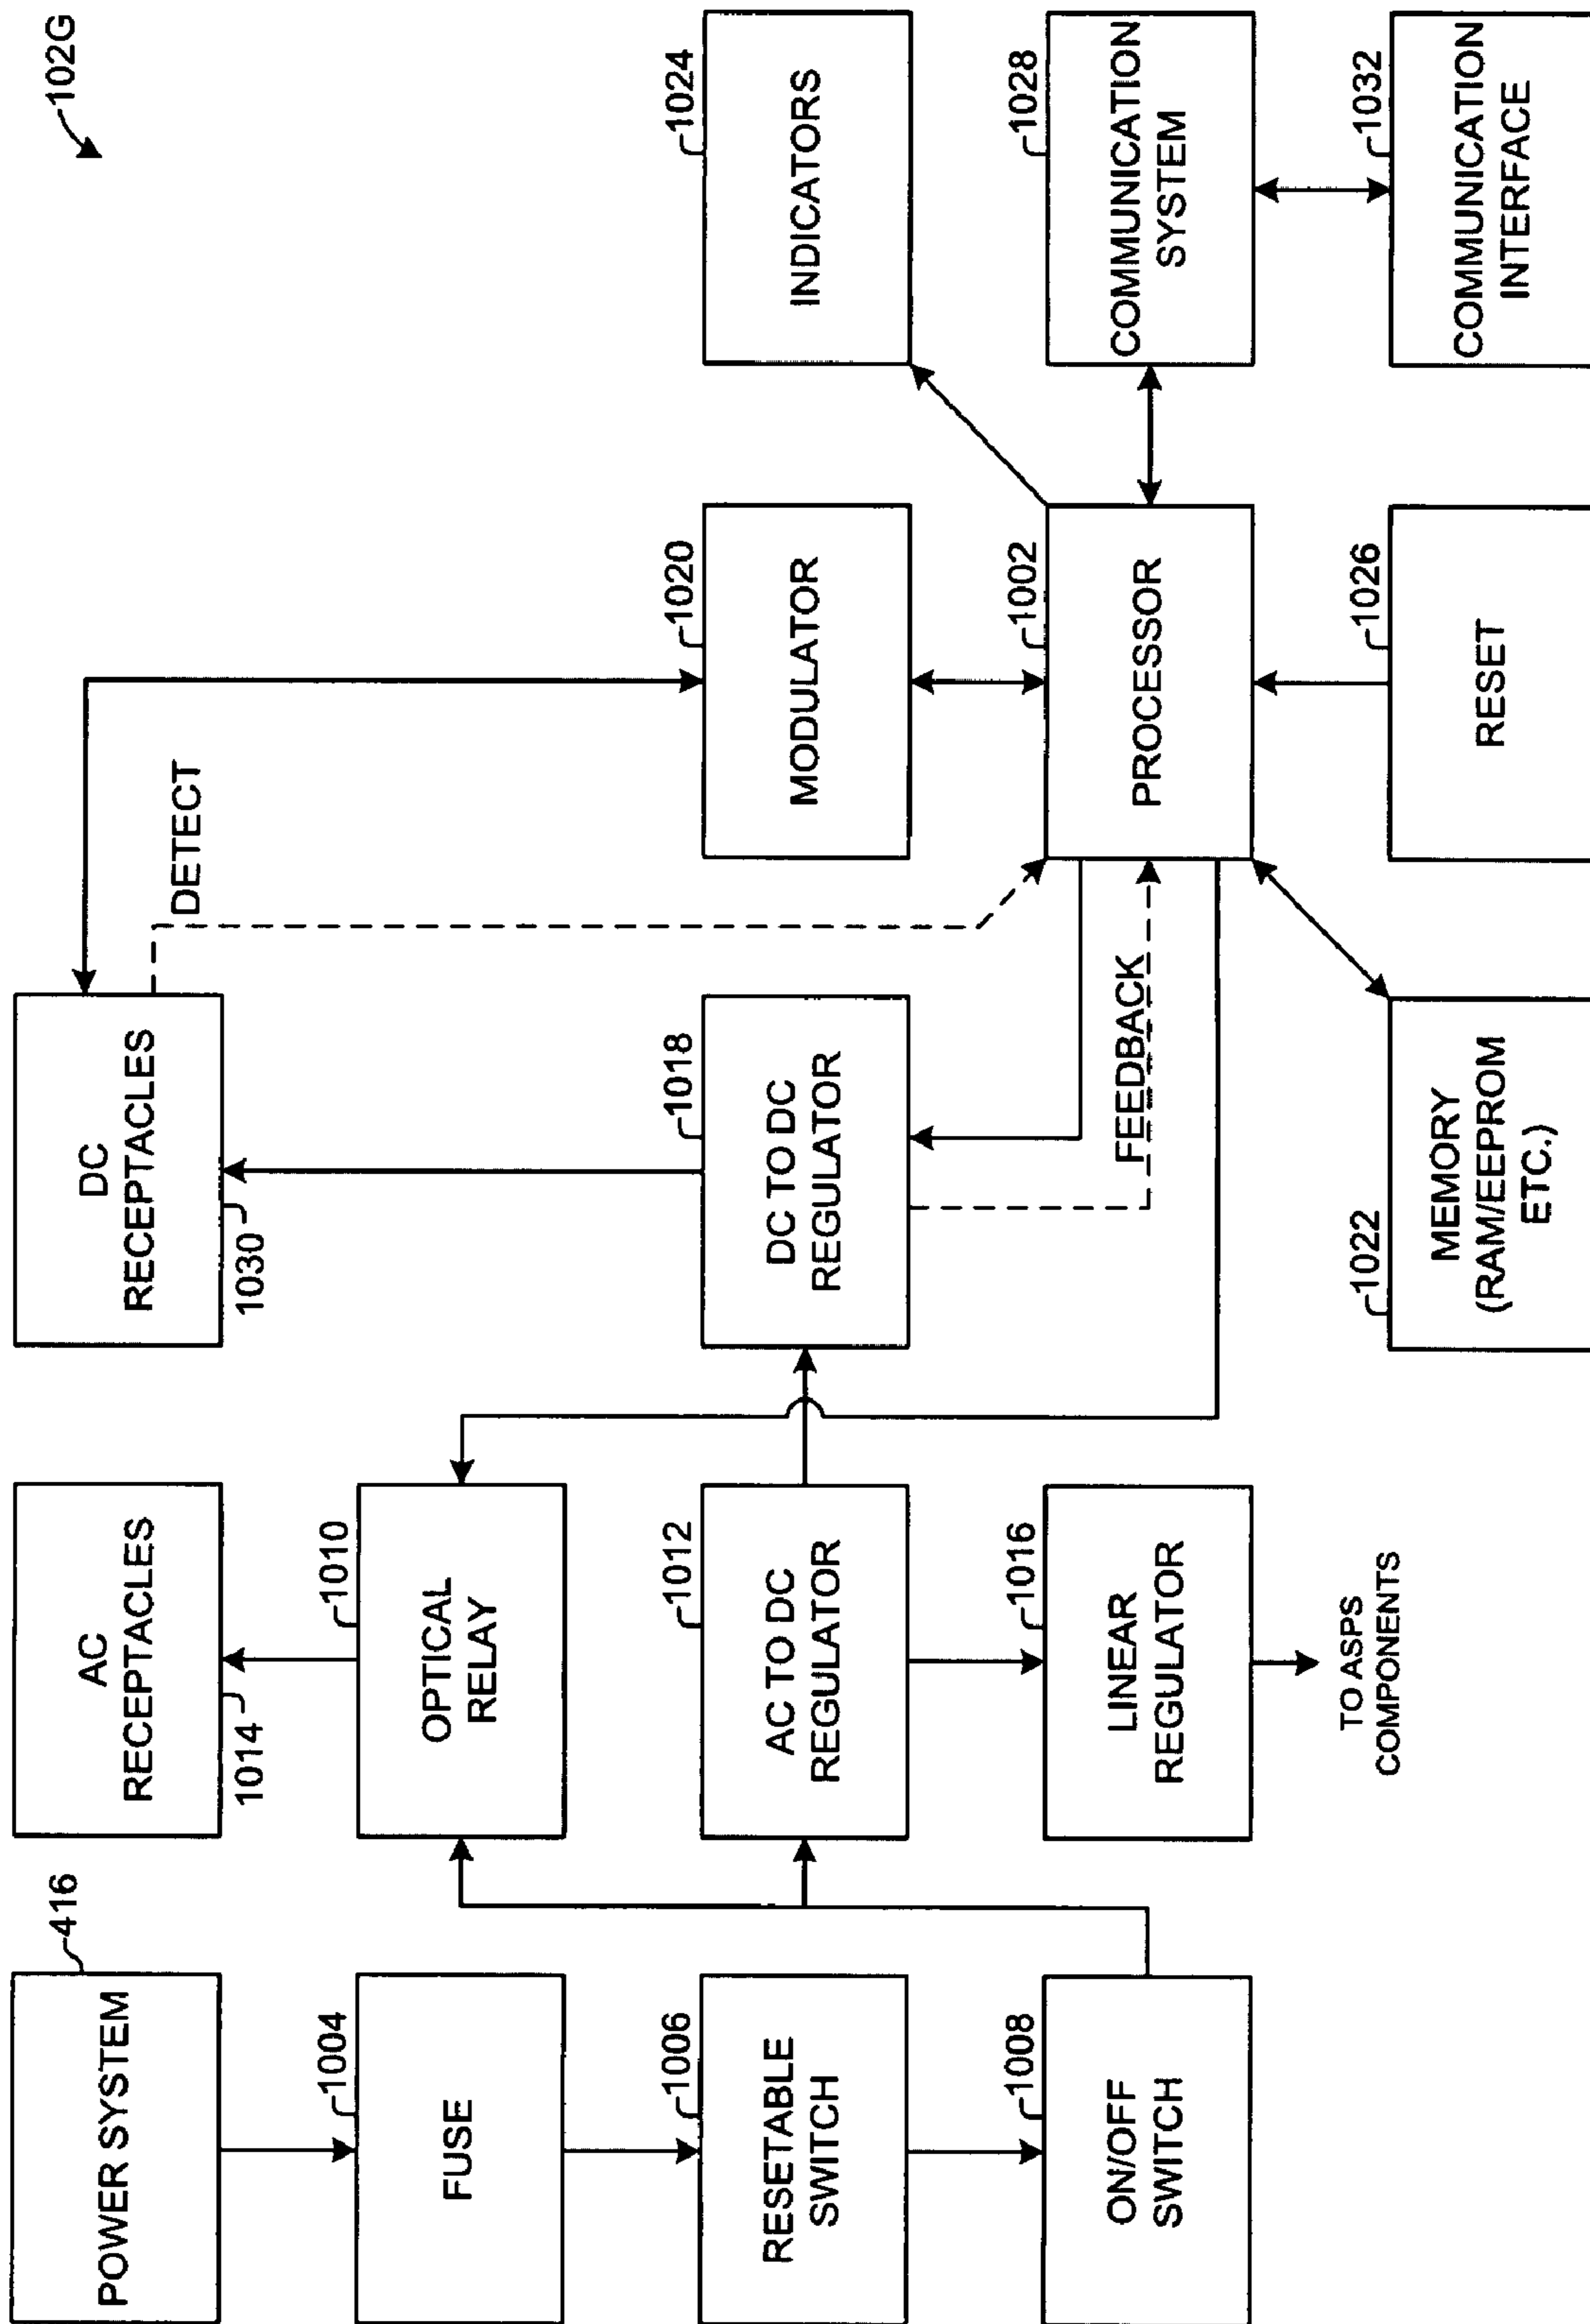 102G
POWER SYSTEM
416
FUSE
1004
RESETABLE
SWITCH
1006
ON/OFF
SWITCH
1008
AC
RECEPTACLES
1014
OPTICAL
RELAY
1010
AC TO DC
REGULATOR
1012
LINEAR
REGULATOR
1016
TO ASPS
COMPONENTS
DC
RECEPTACLES
1030
DETECT
DC TO DC
REGULATOR
1018
FEEDBACK
MEMORY
(RAM/EEPROM
ETC.)
1022
MODULATOR
1020
PROCESSOR
1002
RESET
1026
INDICATORS
1024
COMMUNICATION
SYSTEM
1028
COMMUNICATION
INTERFACE
1032